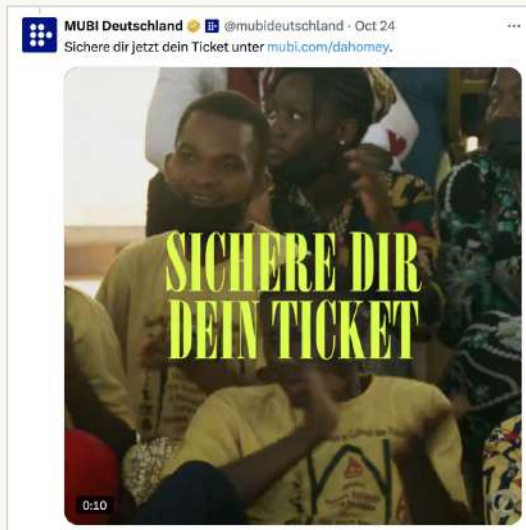 MUBI Deutschland @mubideutschland · Oct 24
Sichere dir jetzt dein Ticket unter mubi.com/dahomey.
SICHERE DIR
DEIN TICKET
0:10